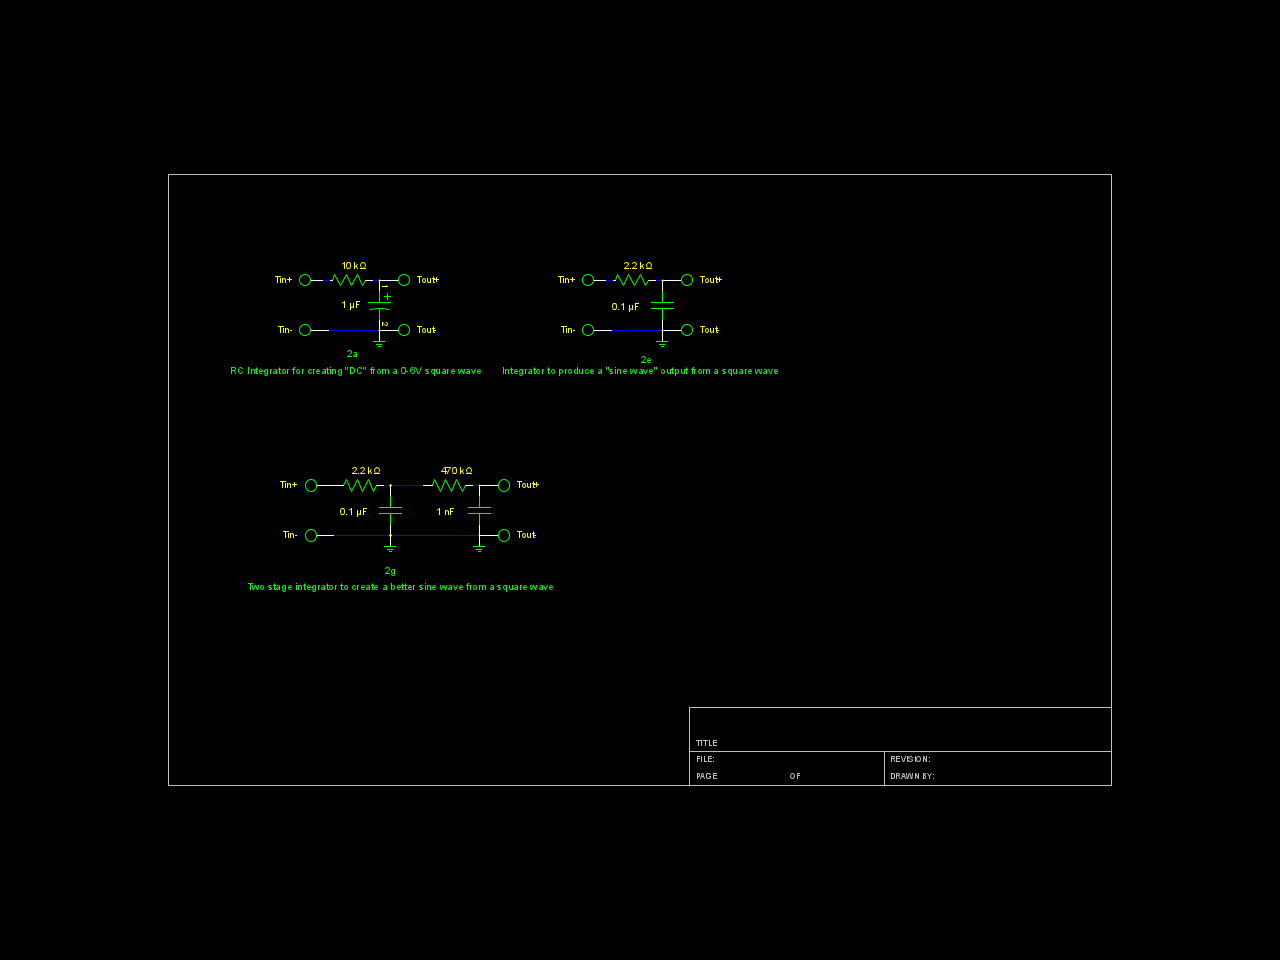 10 kΩ
Tin+
Tout+
1
+
1 µF
2
Tin-
Tout-
2a
RC Integrator for creating "DC" from a 0-6V square wave
2.2 kΩ
Tin+
Tout+
0.1 µF
Tin-
Tout-
2e
Integrator to produce a "sine wave" output from a square wave
2.2 kΩ
470 kΩ
Tin+
Tout+
0.1 µF
1 nF
Tin-
Tout-
2g
Two stage integrator to create a better sine wave from a square wave
TITLE
FILE:
REVISION:
PAGE OF
DRAWN BY: